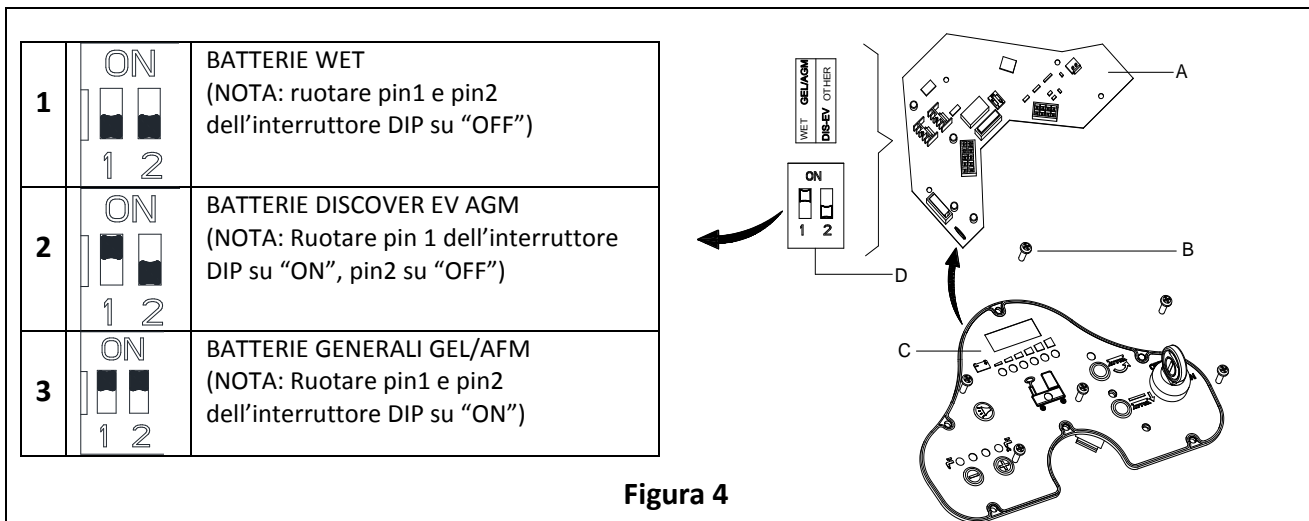 1
ON
1 2
BATTERIE WET
(NOTA: ruotare pin1 e pin2
dell’interruttore DIP su “OFF”)
2
ON
1 2
BATTERIE DISCOVER EV AGM
(NOTA: Ruotare pin 1 dell’interruttore
DIP su “ON”, pin2 su “OFF”)
3
ON
1 2
BATTERIE GENERALI GEL/AFM
(NOTA: Ruotare pin1 e pin2
dell’interruttore DIP su “ON”)
WET GEL/AGM
DIS-EV OTHER
ON
1 2
D
A
B
C
Figura 4